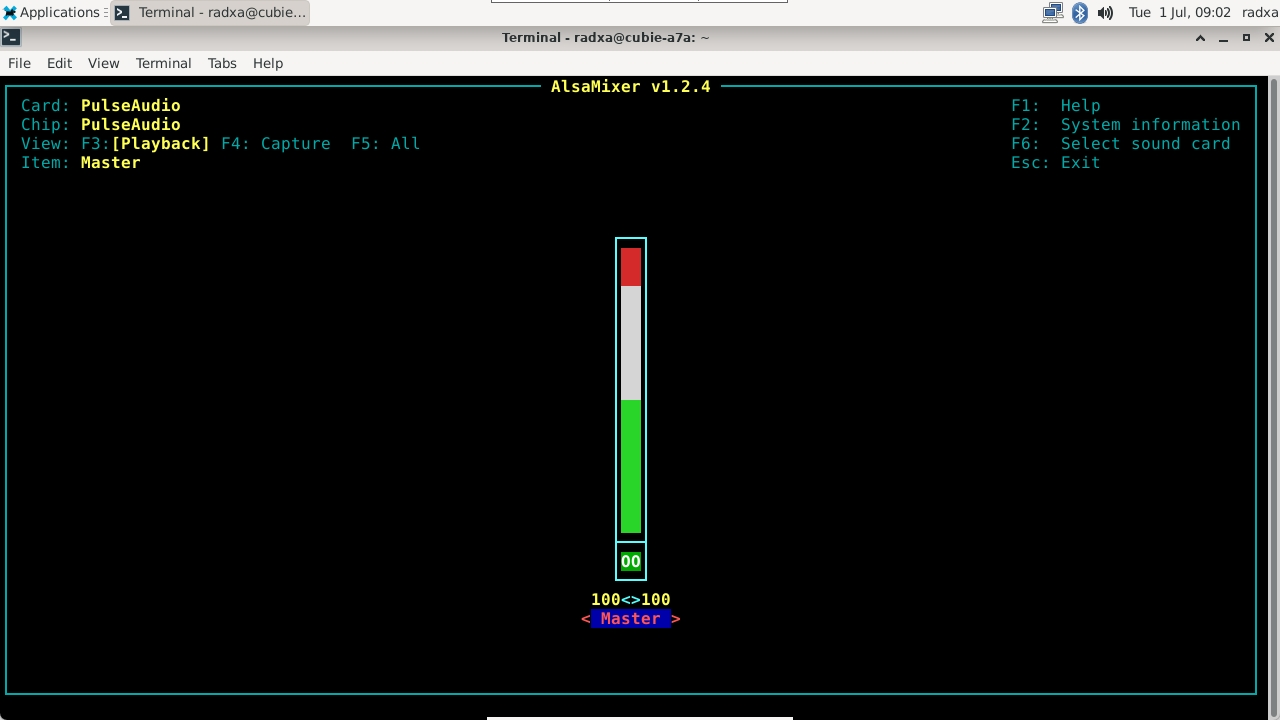 Applications
Terminal - radxa@cubie...
Tue 1 Jul, 09:02 radxa
Terminal - radxa@cubie-a7a: ~
File Edit View Terminal Tabs Help
AlsaMixer v1.2.4
Card: PulseAudio
F1: Help
Chip: PulseAudio
F2: System information
View: F3:[Playback] F4: Capture F5: All
F6: Select sound card
Item: Master
Esc: Exit
OO
100<>100
< Master >